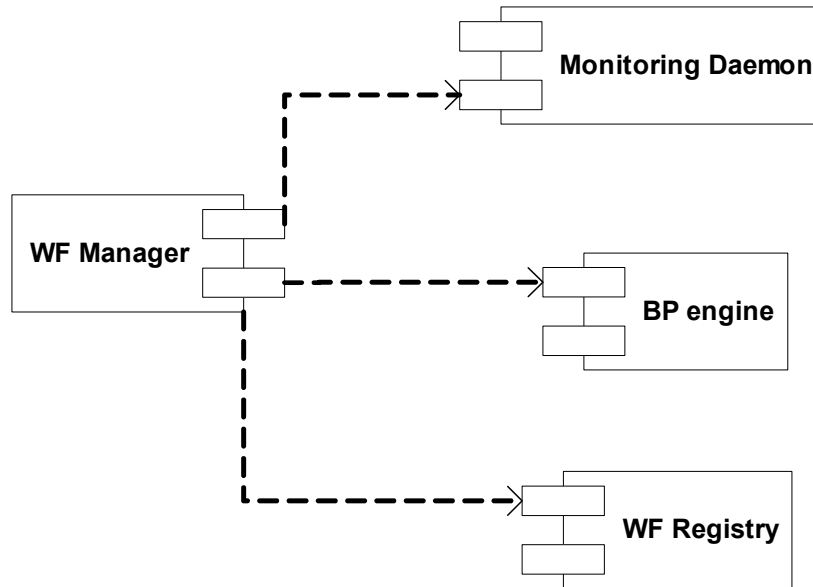 Monitoring Daemon
WF Manager
BP engine
WF Registry